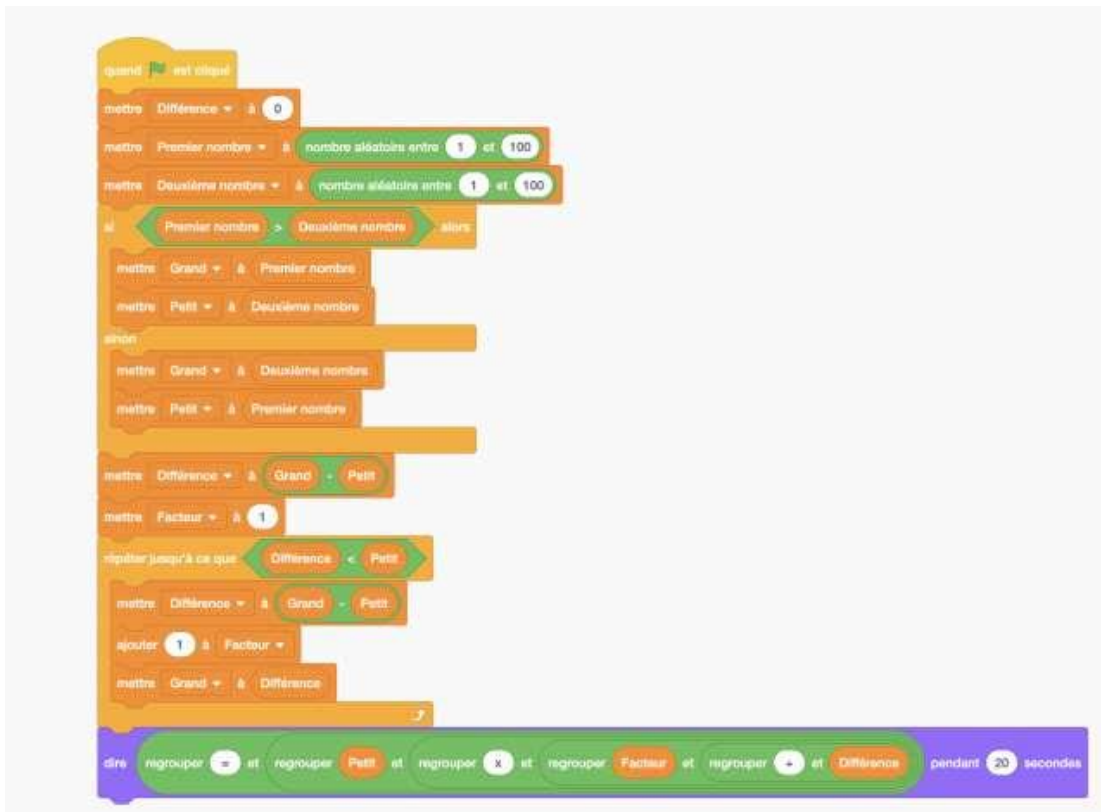 quand est cliqué
mettre Différence à 0
mettre Premier nombre à nombre aléatoire entre 1 et 100
mettre Deuxième nombre à nombre aléatoire entre 1 et 100
si Premier nombre > Deuxième nombre alors
mettre Grand à Premier nombre
mettre Petit à Deuxième nombre
sinon
mettre Grand à Deuxième nombre
mettre Petit à Premier nombre
mettre Différence à Grand - Petit
mettre Facteur à 1
répéter jusqu'à ce que Différence < Petit
mettre Différence à Grand - Petit
ajouter 1 à Facteur
mettre Grand à Différence
dire regrouper = et regrouper Petit et regrouper x et regrouper Facteur et regrouper + et Différence pendant 20 secondes